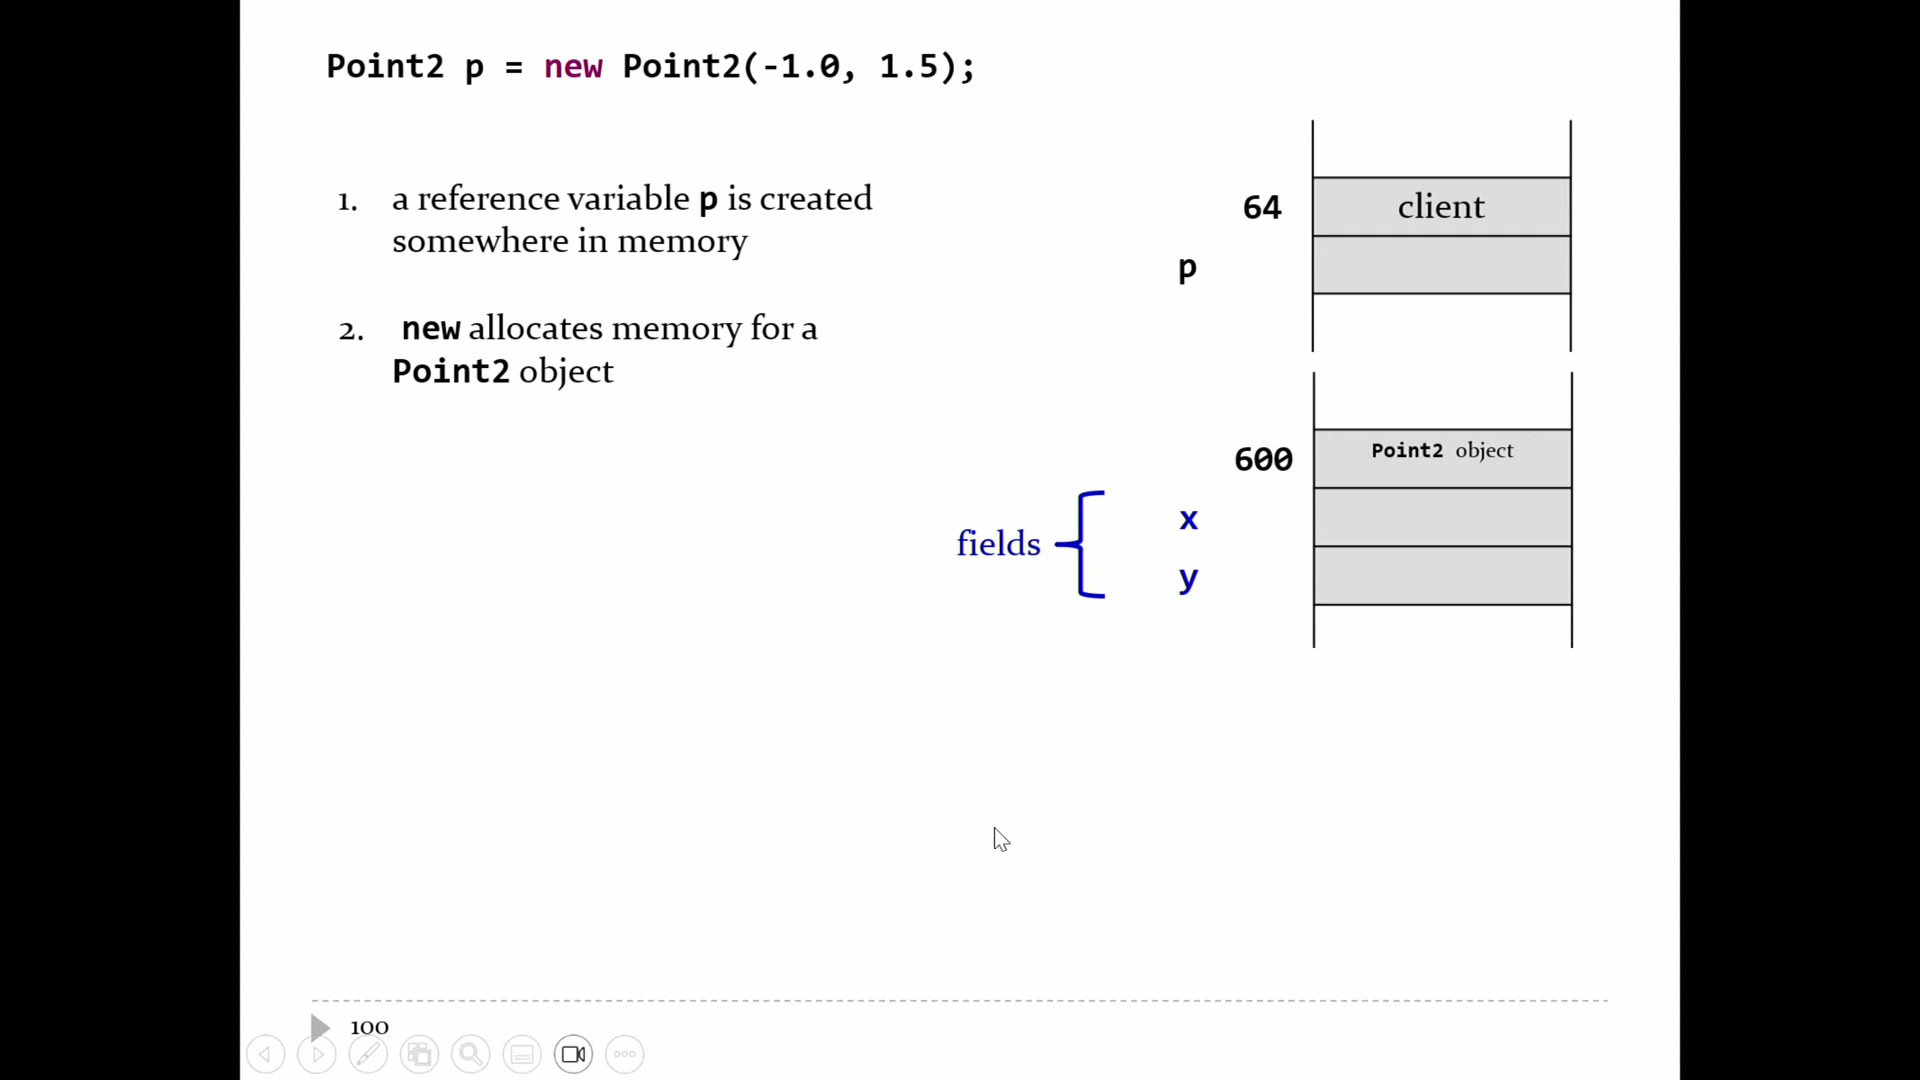 Point2 p = new Point2(-1.0, 1.5);
1. a reference variable p is created
somewhere in memory
2. new allocates memory for a
Point2 object
64 client
p
600 Point2 object
fields
x
y
100